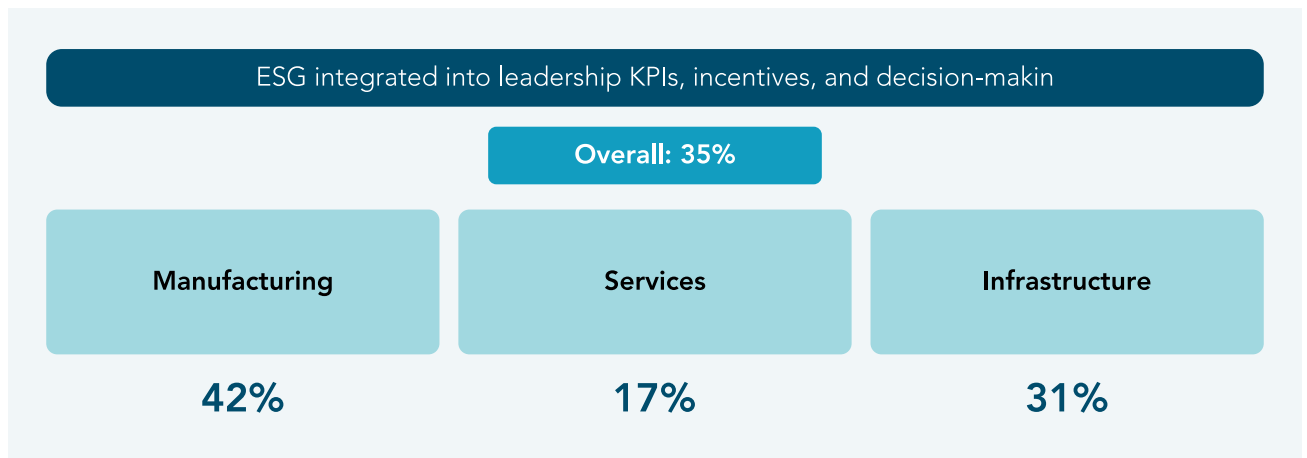 ESG integrated into leadership KPIs, incentives, and decision-makin
Overall: 35%
Manufacturing
Services
Infrastructure
42%
17%
31%